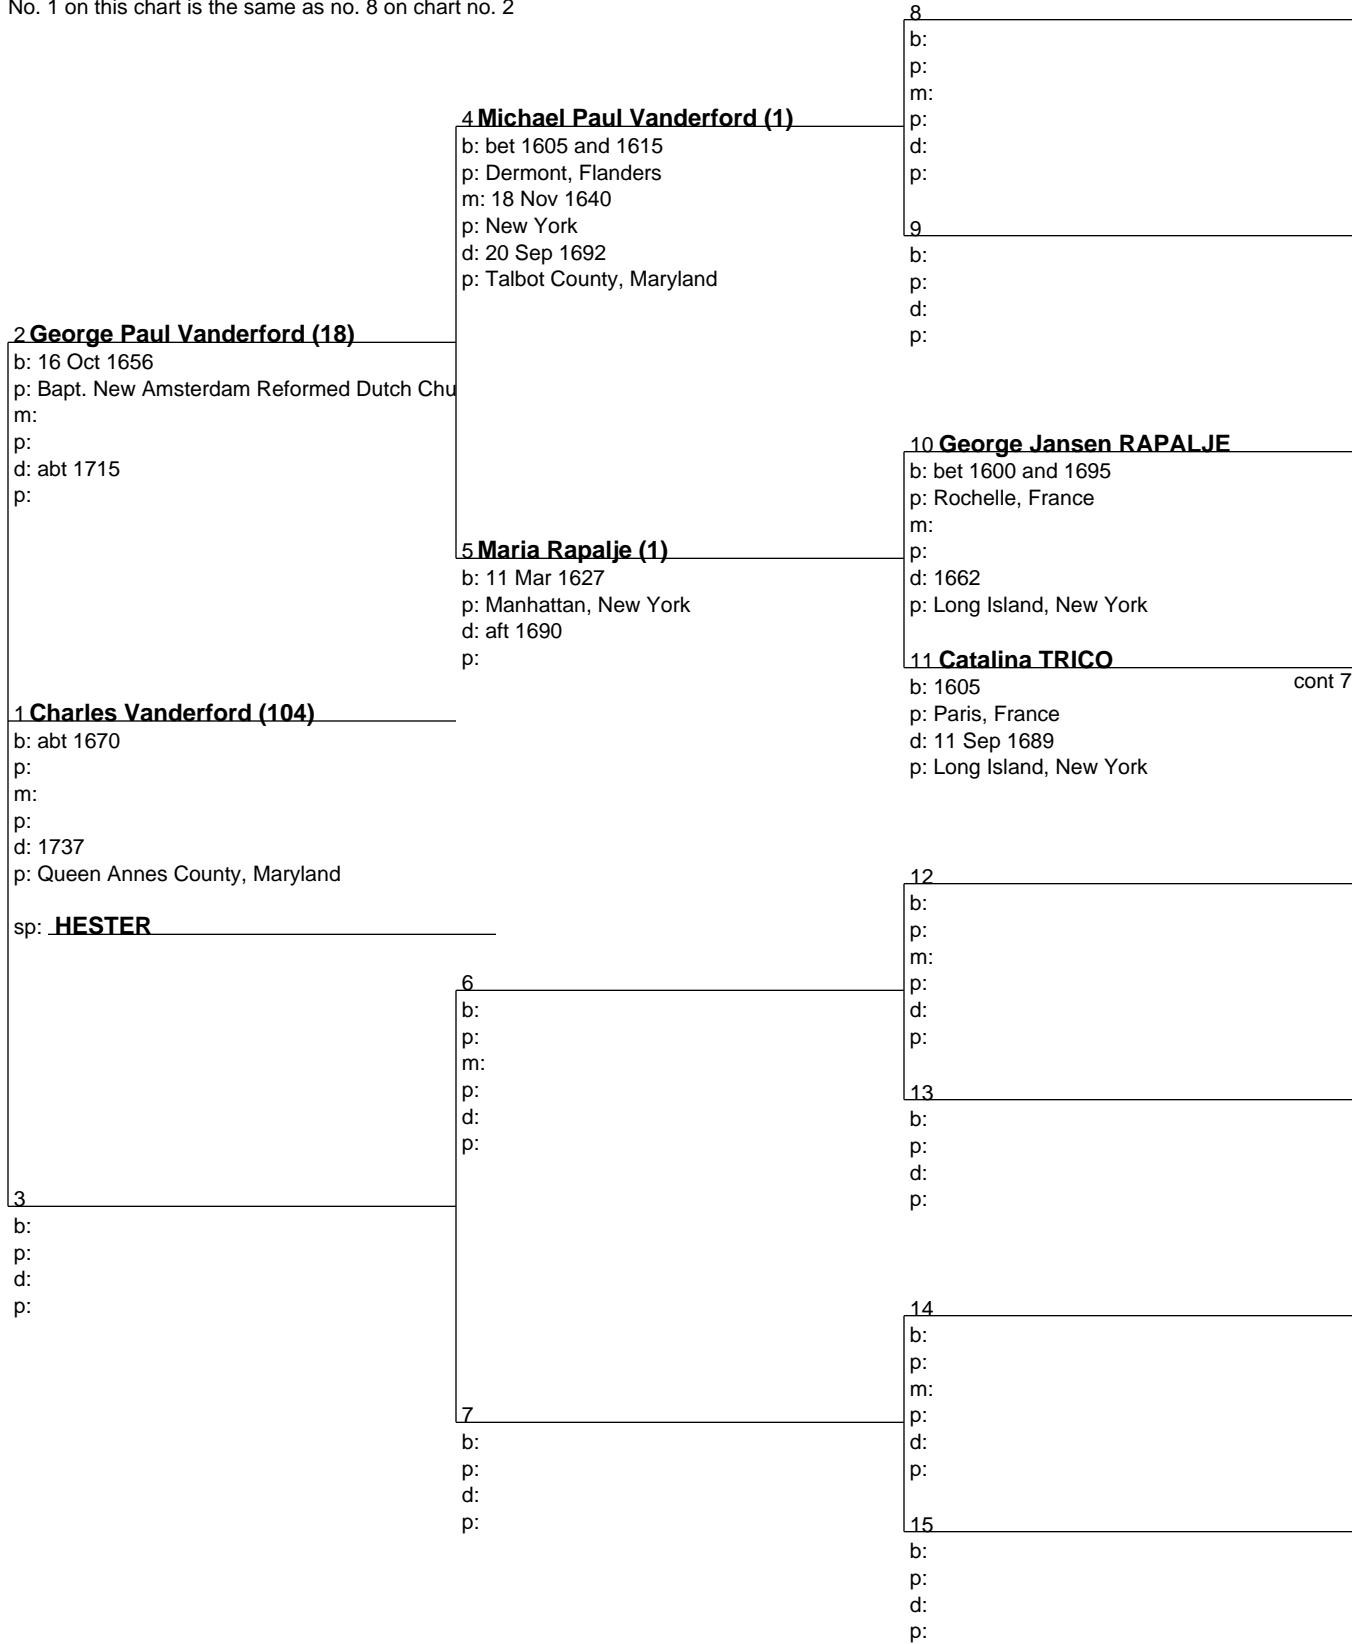 No. 1 on this chart is the same as no. 8 on chart no. 2
8
b:
p:
m:
p:
d:
p:
4 Michael Paul Vanderford (1)
b: bet 1605 and 1615
p: Dermont, Flanders
m: 18 Nov 1640
p: New York
d: 20 Sep 1692
p: Talbot County, Maryland
9
b:
p:
d:
p:
2 George Paul Vanderford (18)
b: 16 Oct 1656
p: Bapt. New Amsterdam Reformed Dutch Chu
m:
p:
d: abt 1715
p:
10 George Jansen RAPALJE
b: bet 1600 and 1695
p: Rochelle, France
m:
p:
d: 1662
p: Long Island, New York
5 Maria Rapalje (1)
b: 11 Mar 1627
p: Manhattan, New York
d: aft 1690
p:
11 Catalina TRICO
cont 7
b: 1605
p: Paris, France
d: 11 Sep 1689
p: Long Island, New York
1 Charles Vanderford (104)
b: abt 1670
p:
m:
p:
d: 1737
p: Queen Annes County, Maryland
sp: HESTER
12
b:
p:
m:
p:
d:
p:
6
b:
p:
m:
p:
d:
p:
13
b:
p:
d:
p:
3
b:
p:
d:
p:
14
b:
p:
m:
p:
d:
p:
7
b:
p:
d:
p:
15
b:
p:
d:
p: